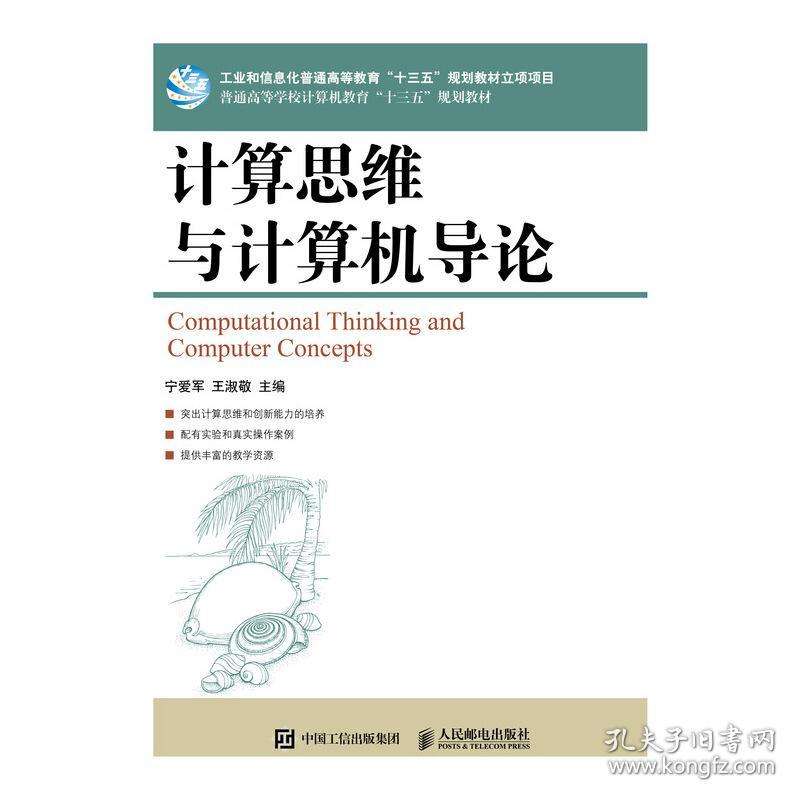 十三五
工业和信息化普通高等教育“十三五”规划教材立项项目
普通高等学校计算机教育“十三五”规划教材
计算思维
与计算机导论
Computational Thinking and
Computer Concepts
宁爱军 王淑敬 主编
突出计算思维和创新能力的培养
配有实验和真实操作案例
提供丰富的教学资源
中国工信出版集团
人民邮电出版社
POSTS & TELECOM PRESS
孔夫子旧书网
www.kongfz.com